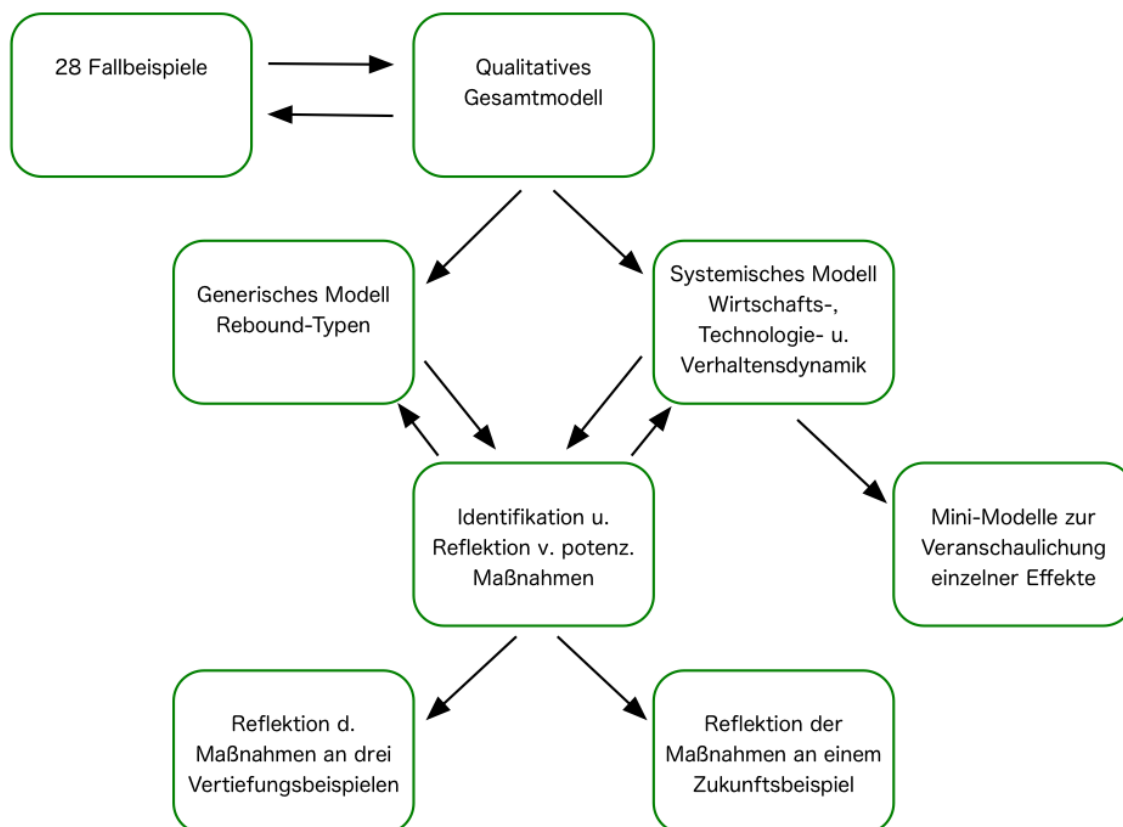 28 Fallbeispiele
Qualitatives
Gesamtmodell
Generisches Modell
Rebound-Typen
Systemisches Modell
Wirtschafts-,
Technologie- u.
Verhaltensdynamik
Identifikation u.
Reflektion v. potenz.
Maßnahmen
Mini-Modelle zur
Veranschaulichung
einzelner Effekte
Reflektion d.
Maßnahmen an drei
Vertiefungsbeispielen
Reflektion der
Maßnahmen an einem
Zukunftsbeispiel